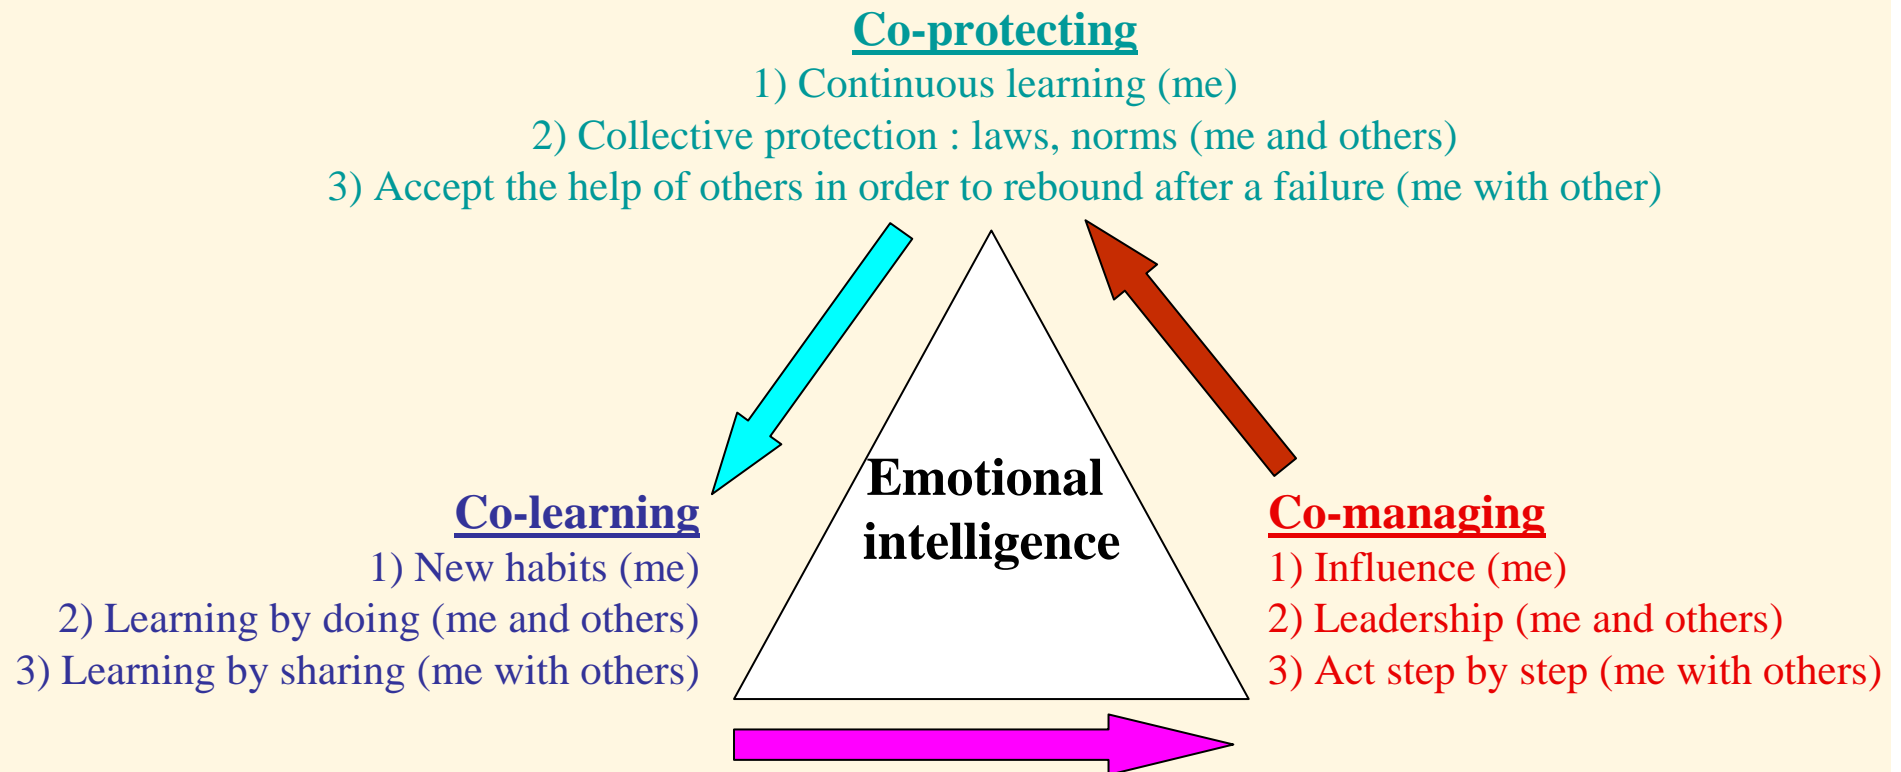 Co-protecting
1) Continuous learning (me)
2) Collective protection : laws, norms (me and others)
3) Accept the help of others in order to rebound after a failure (me with other)
Emotional
intelligence
Co-learning
1) New habits (me)
2) Learning by doing (me and others)
3) Learning by sharing (me with others)
Co-managing
1) Influence (me)
2) Leadership (me and others)
3) Act step by step (me with others)